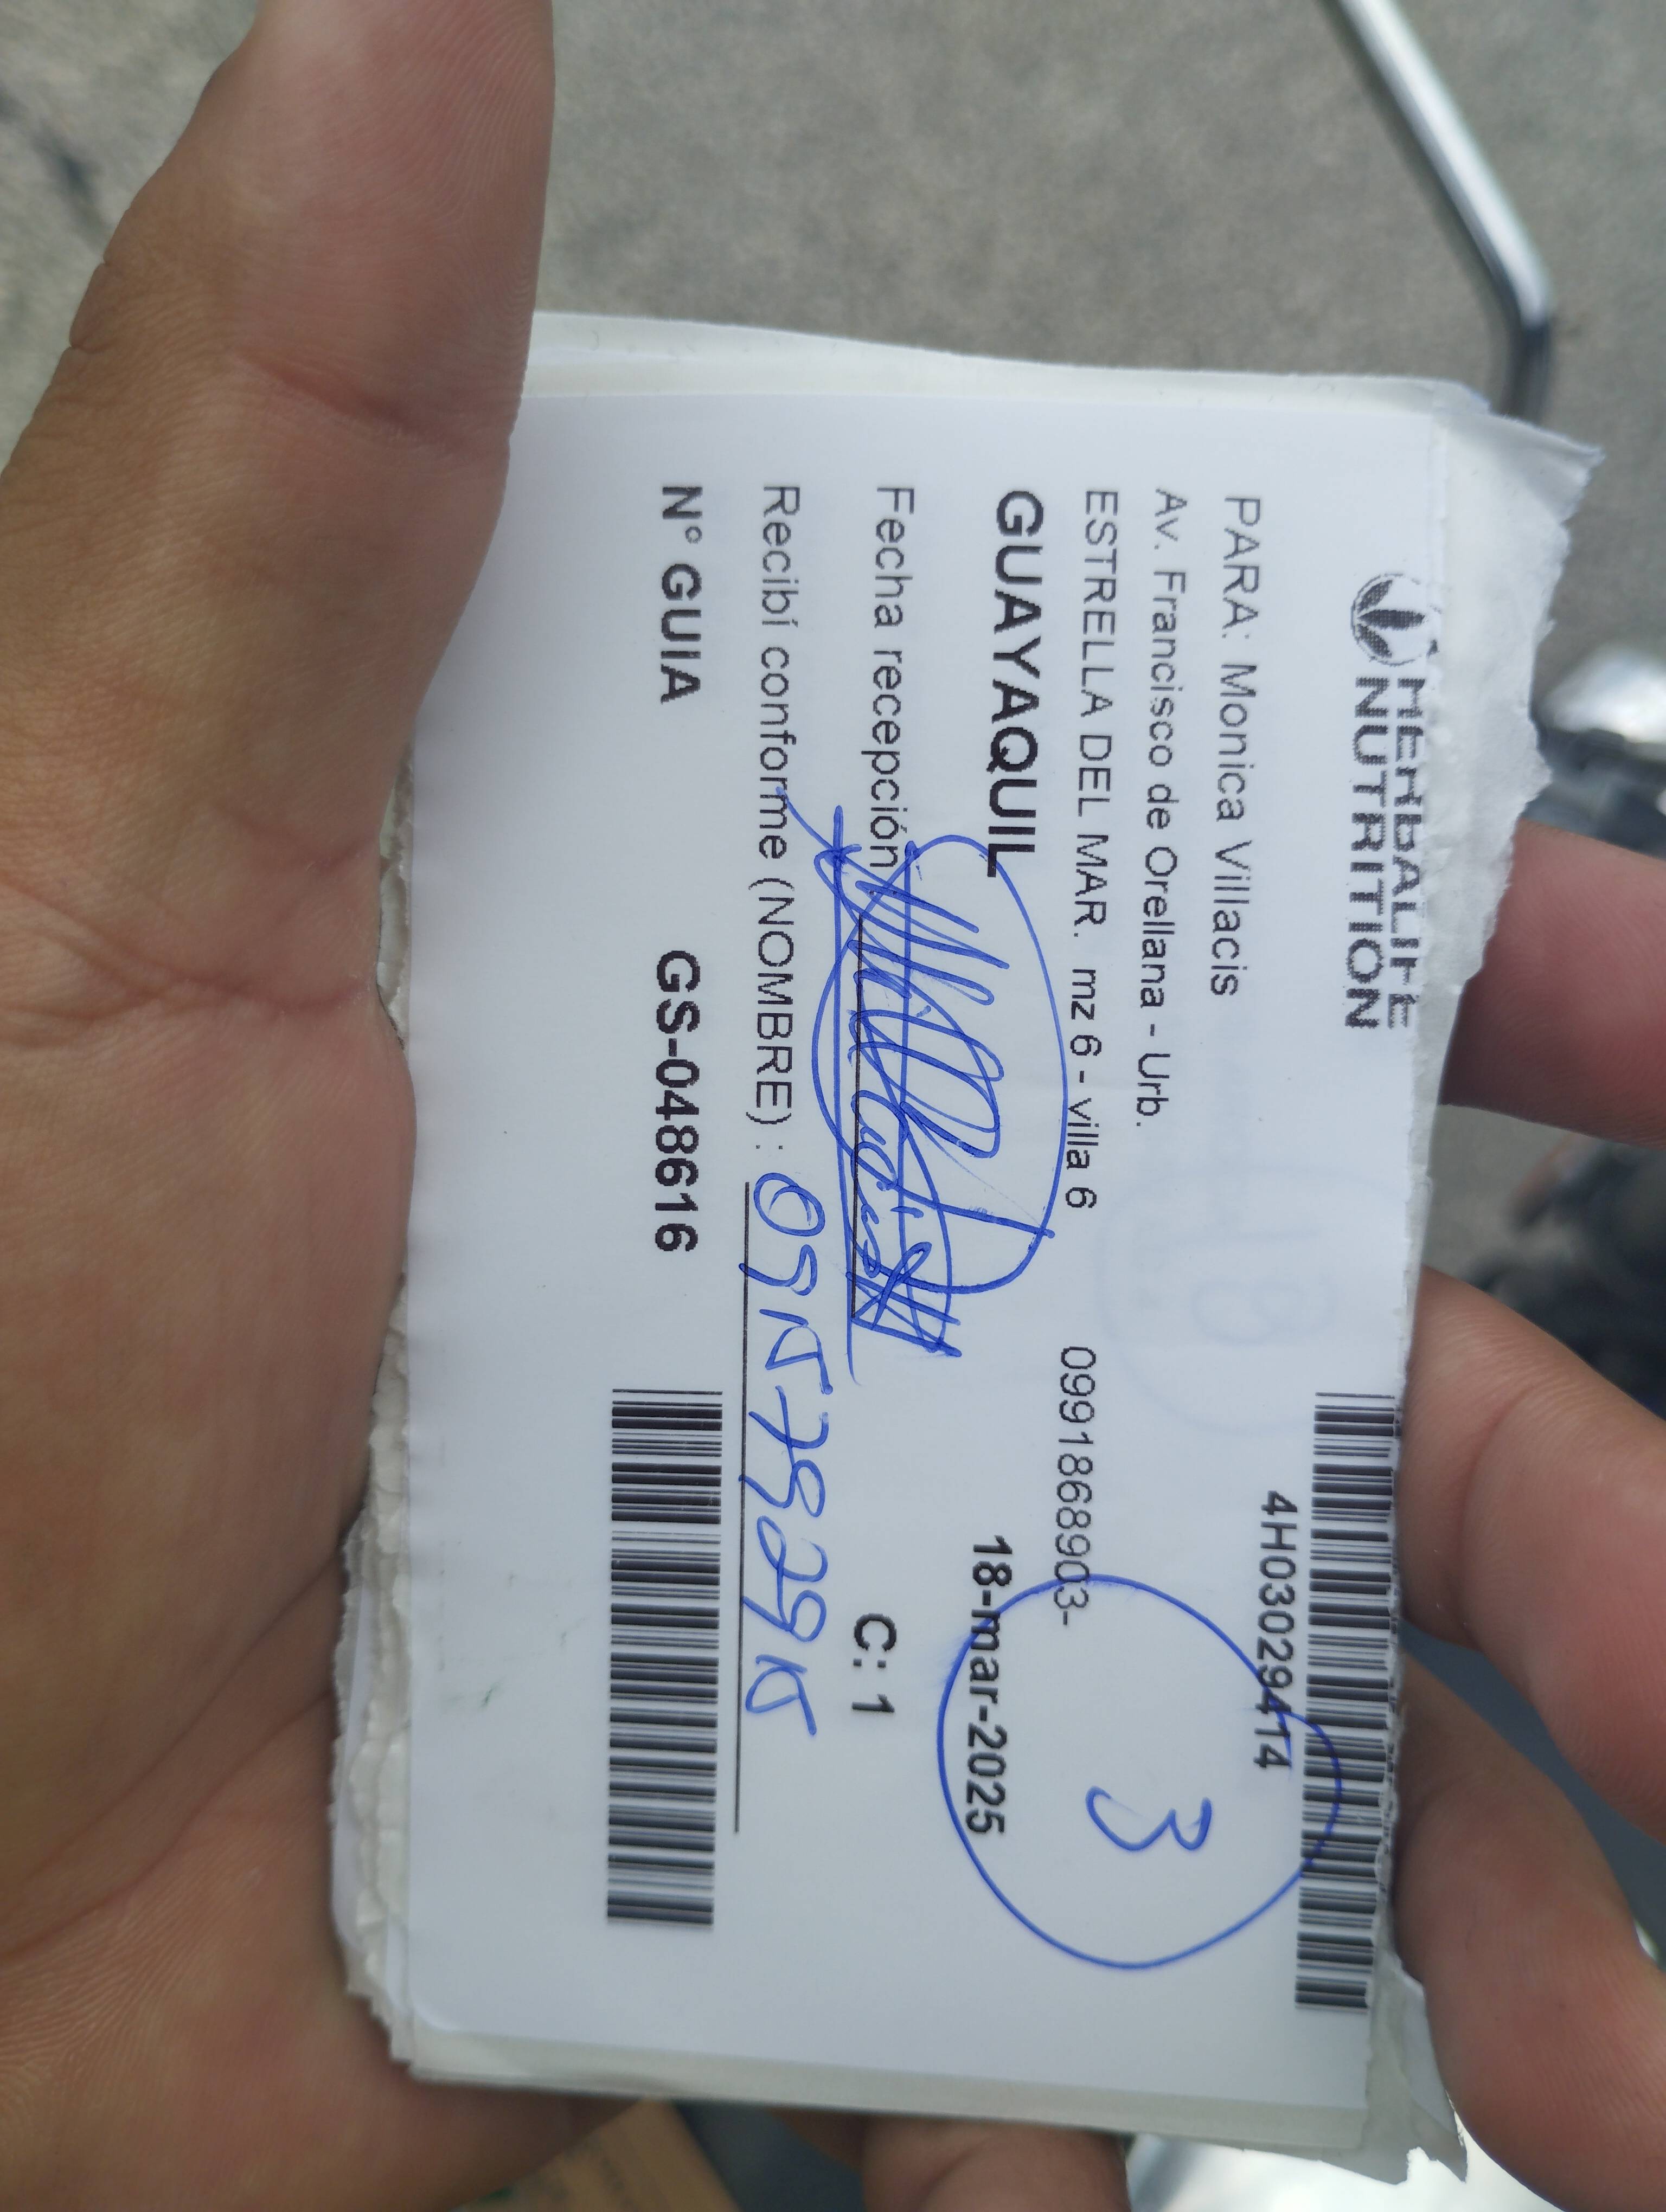 HERBALIFE
NUTRITION
4H03029414
PARA: Monica Villacis
3
Av. Francisco de Orellana - Urb.
ESTRELLA DEL MAR. mz 6 - villa 6 0991868903-
GUAYAQUIL 18-mar-2025
Fecha recepción C: 1
Recibí conforme (NOMBRE) :
N° GUIA GS-048616